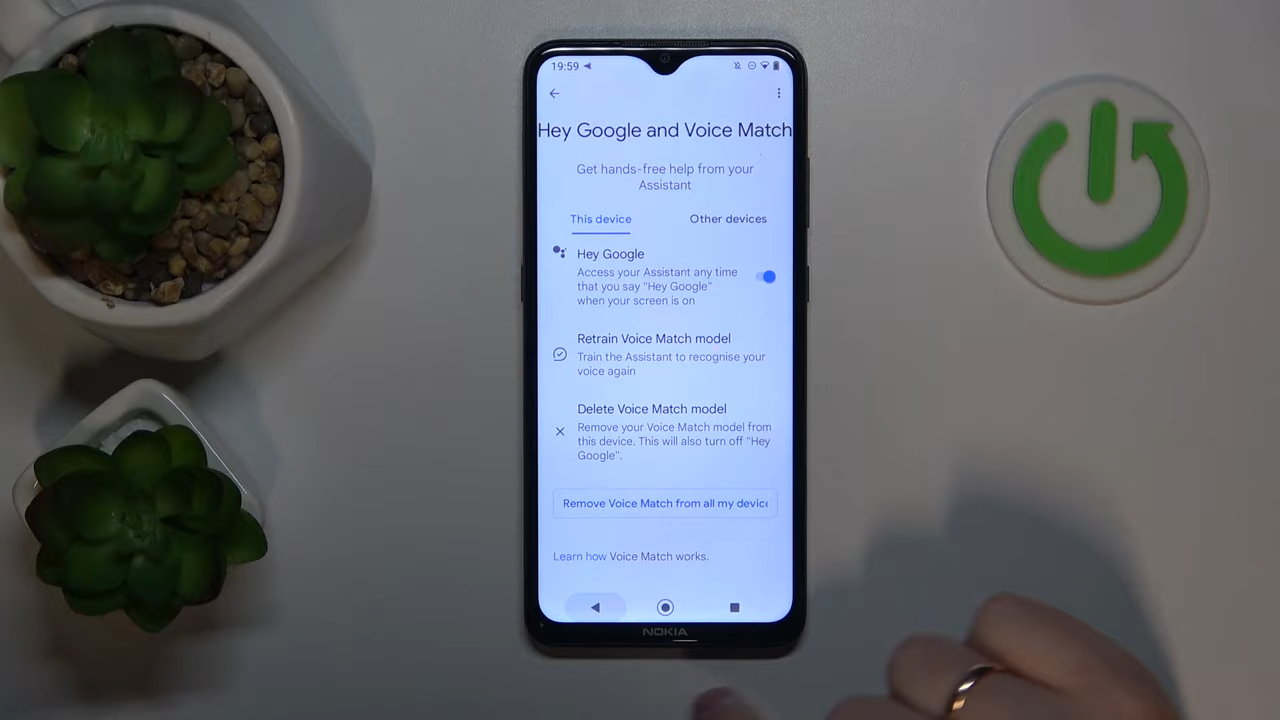 19:59
Hey Google and Voice Match
Get hands-free help from your
Assistant
This device
Other devices
Hey Google
Access your Assistant any time
that you say "Hey Google"
when your screen is on
Retrain Voice Match model
Train the Assistant to recognise your
voice again
Delete Voice Match model
Remove your Voice Match model from
this device. This will also turn off "Hey
Google".
Remove Voice Match from all my device
Learn how Voice Match works.
NOKIA